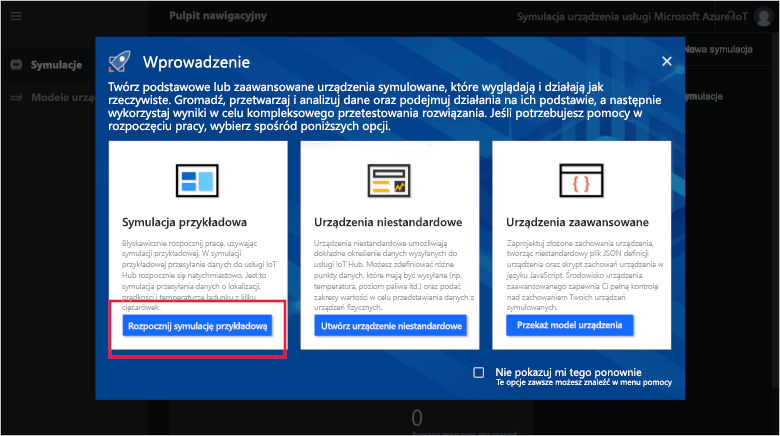 Pulpit nawigacyjny
Symulacja urządzenia usługi Microsoft Azure IoT
Symulacje
Nowa symulacja
Modele urzą
Wprowadzenie
Twórz podstawowe lub zaawansowane urządzenia symulowane, które wyglądają i działają jak
rzeczywiste. Gromadź, przetwarzaj i analizuj dane oraz podejmuj działania na ich podstawie, a następnie
wykorzystaj wyniki w celu kompleksowego przetestowania rozwiązania. Jeśli potrzebujesz pomocy w
rozpoczęciu pracy, wybierz spośród poniższych opcji.
Symulacja przykładowa
Błyskawicznie rozpocznij pracę, używając
symulacji przykładowej. W symulacji
przykładowej przesyłanie danych do usługi IoT
Hub rozpocznie się natychmiastowo. Jest to
symulacja przesyłania danych o lokalizacji,
prędkości i temperaturze ładunku z kilku
ciężarówek.
Rozpocznij symulację przykładową
Urządzenia niestandardowe
Urządzenia niestandardowe umożliwiają
dokładne określenie danych wysyłanych do
usługi IoT Hub. Możesz zdefiniować różne
punkty danych, które mają być wysyłane (np.
temperatura, poziom paliwa itd.) oraz podać
zakresy wartości w celu przedstawiania danych z
urządzeń fizycznych.
Utwórz urządzenie niestandardowe
Urządzenia zaawansowane
Zaprojektuj złożone zachowania urządzenia,
tworząc niestandardowy plik JSON definicji
urządzenia oraz skrypt zachowań urządzenia w
języku JavaScript. Środowisko urządzenia
zaawansowanego zapewnia Ci pełną kontrolę
nad zachowaniem Twoich urządzeń
symulowanych.
Przekaż model urządzenia
Nie pokazuj mi tego ponownie
Te opcje zawsze możesz znaleźć w menu pomocy
0